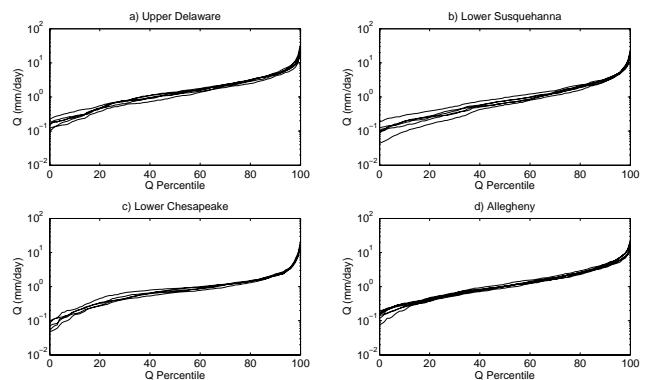 a) Upper Delaware
10^2
10^1
10^0
10^-1
10^-2
Q (mm/day)
0 20 40 60 80 100
Q Percentile
b) Lower Susquehanna
10^2
10^1
10^0
10^-1
10^-2
Q (mm/day)
0 20 40 60 80 100
Q Percentile
c) Lower Chesapeake
10^2
10^1
10^0
10^-1
10^-2
Q (mm/day)
0 20 40 60 80 100
Q Percentile
d) Allegheny
10^2
10^1
10^0
10^-1
10^-2
Q (mm/day)
0 20 40 60 80 100
Q Percentile